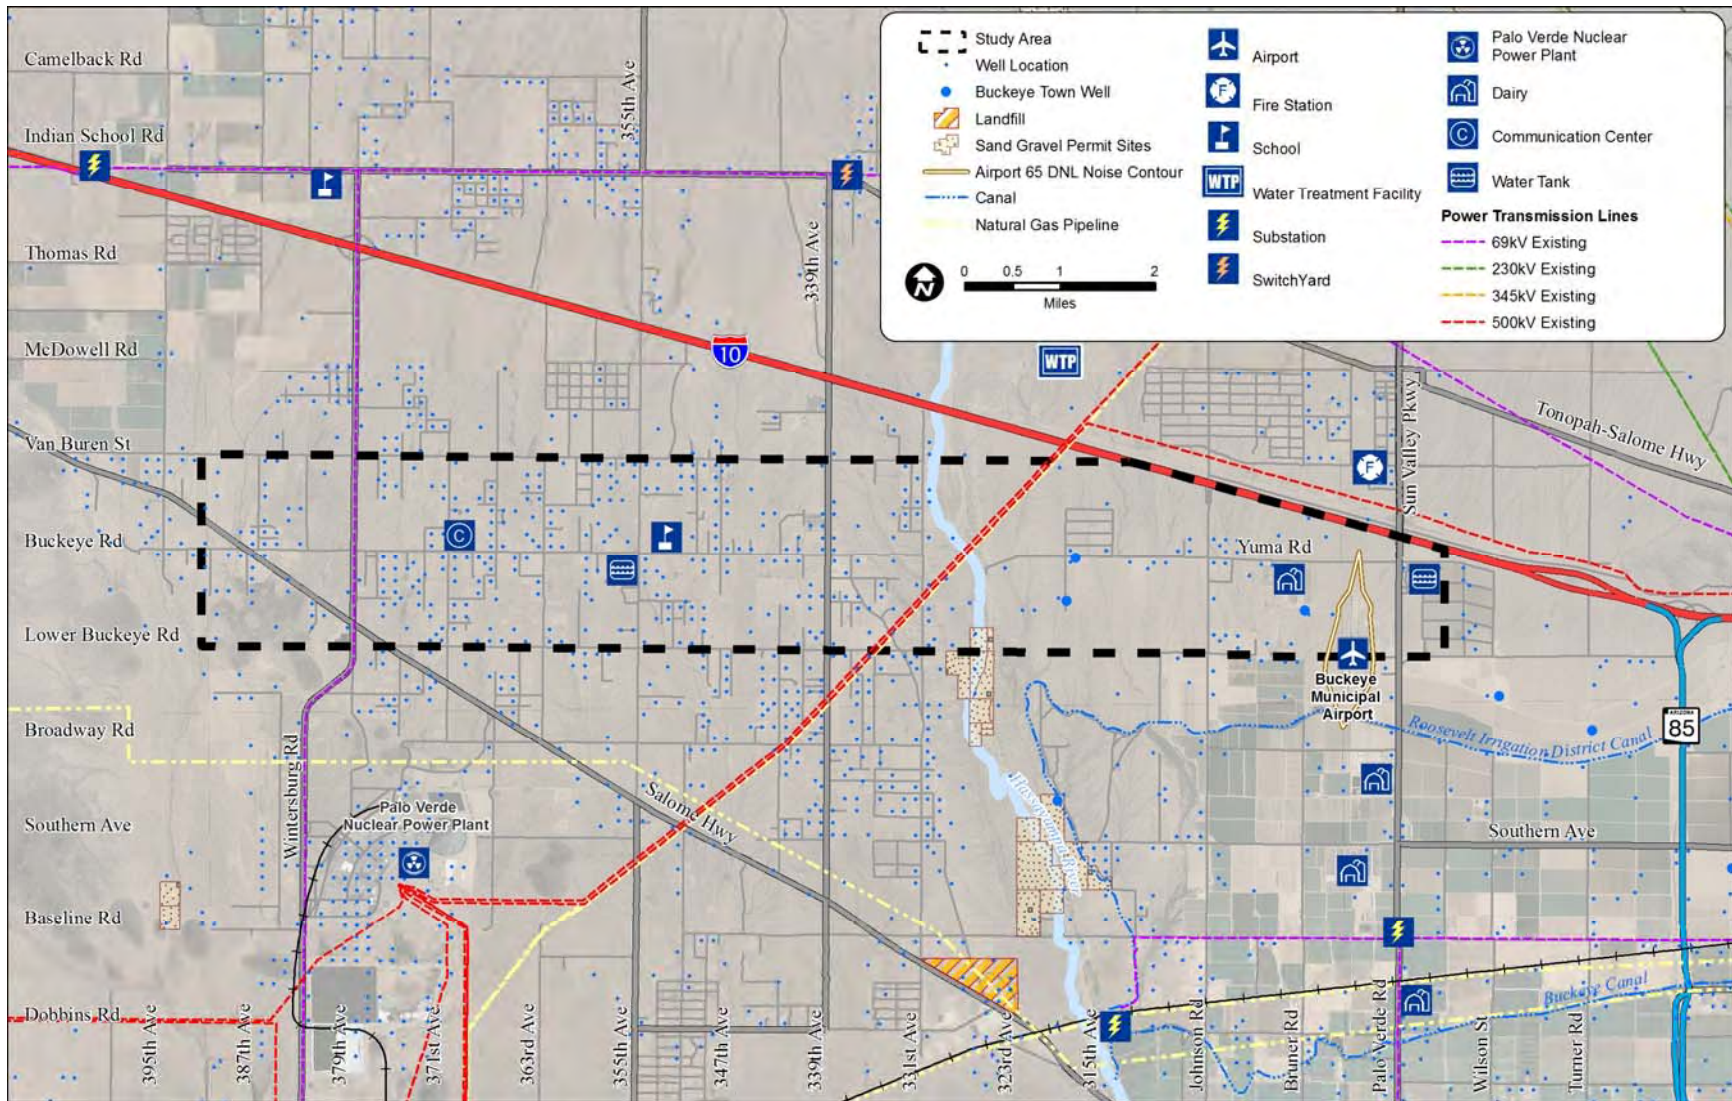 Camelback Rd
Indian School Rd
Thomas Rd
McDowell Rd
Van Buren St
Buckeye Rd
Lower Buckeye Rd
Broadway Rd
Southern Ave
Baseline Rd
Dobbins Rd
355th Ave
339th Ave
10
WTP
F
C
Sun Valley Pkwy
Tonopah-Salome Hwy
Yuma Rd
Buckeye
Municipal
Airport
Roosevelt Irrigation District Canal
ARIZONA
85
Wintersburg Rd
Palo Verde
Nuclear Power Plant
Salome Hwy
Hassayampa River
Southern Ave
Buckeye Canal
395th Ave
387th Ave
379th Ave
371st Ave
363rd Ave
355th Ave
347th Ave
339th Ave
331st Ave
323rd Ave
315th Ave
Johnson Rd
Bruner Rd
Palo Verde Rd
Wilson St
Turner Rd
Study Area
Well Location
Buckeye Town Well
Landfill
Sand Gravel Permit Sites
Airport 65 DNL Noise Contour
Canal
Natural Gas Pipeline
N
0 0.5 1 2
Miles
Airport
F
Fire Station
School
WTP
Water Treatment Facility
Substation
SwitchYard
Palo Verde Nuclear
Power Plant
Dairy
C
Communication Center
Water Tank
Power Transmission Lines
69kV Existing
230kV Existing
345kV Existing
500kV Existing